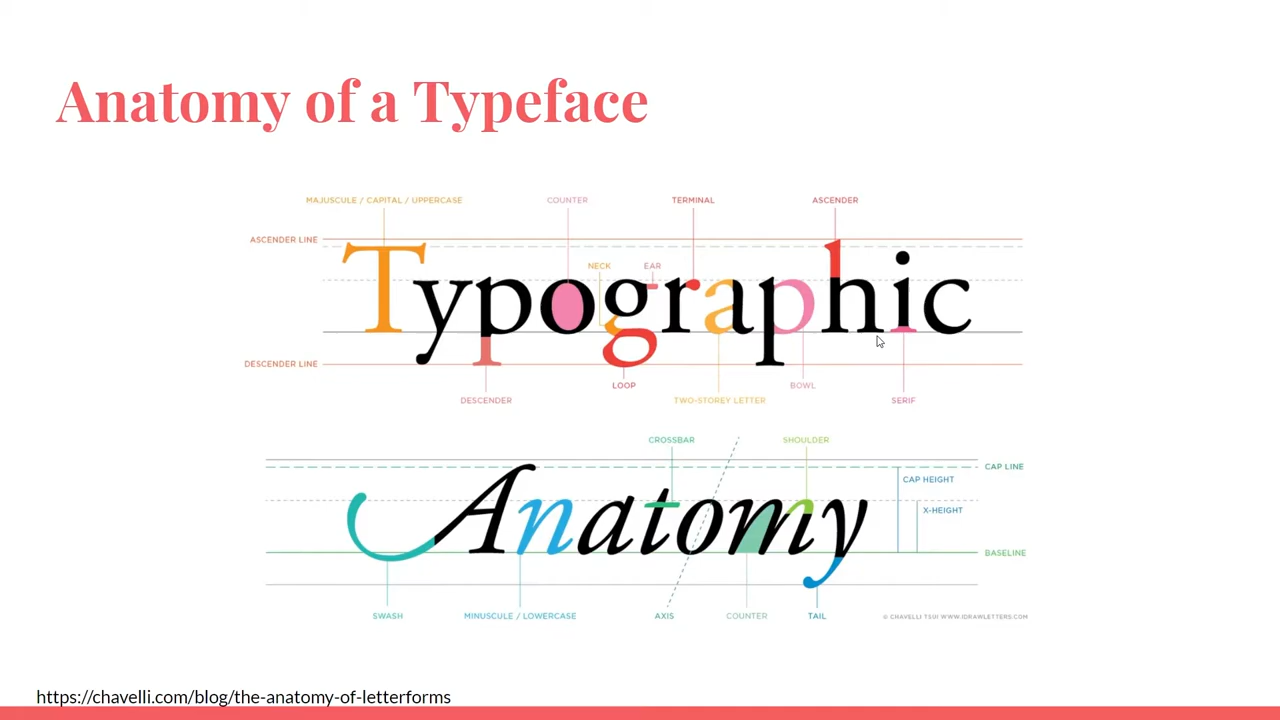 Anatomy of a Typeface
MAJUSCULE / CAPITAL / UPPERCASE
COUNTER
TERMINAL
ASCENDER
ASCENDER LINE
NECK
EAR
Typographic
DESCENDER LINE
LOOP
BOWL
DESCENDER
TWO-STOREY LETTER
SERIF
CROSSBAR
SHOULDER
CAP LINE
CAP HEIGHT
X-HEIGHT
Anatomy
BASELINE
SWASH
MINUSCULE / LOWERCASE
AXIS
COUNTER
TAIL
© CHAVELLI TSUI WWW.IDRAWLETTERS.COM
https://chavelli.com/blog/the-anatomy-of-letterforms